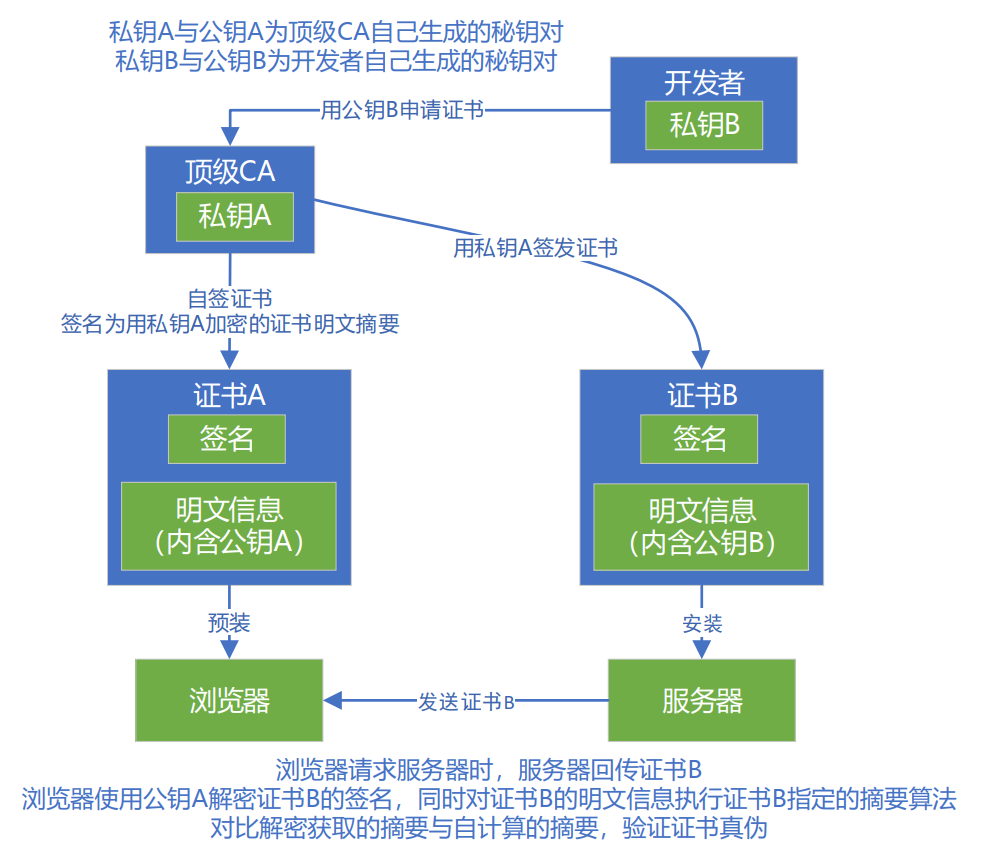 私钥A与公钥A为顶级CA自己生成的秘钥对
私钥B与公钥B为开发者自己生成的秘钥对
开发者
私钥B
用公钥B申请证书
顶级CA
私钥A
用私钥A签发证书
自签证书
签名为用私钥A加密的证书明文摘要
证书A
签名
明文信息
（内含公钥A）
证书B
签名
明文信息
（内含公钥B）
预装
安装
浏览器
发送证书B
服务器
浏览器请求服务器时，服务器回传证书B
浏览器使用公钥A解密证书B的签名，同时对证书B的明文信息执行证书B指定的摘要算法
对比解密获取的摘要与自计算的摘要，验证证书真伪